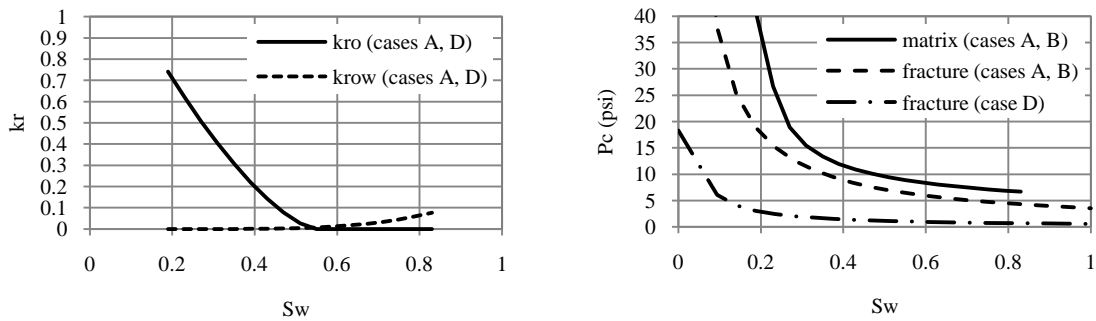 kr
1
0.9
0.8
0.7
0.6
0.5
0.4
0.3
0.2
0.1
0
0 0.2 0.4 0.6 0.8 1
Sw
kro (cases A, D)
krow (cases A, D)
Pc (psi)
40
35
30
25
20
15
10
5
0
0 0.2 0.4 0.6 0.8 1
Sw
matrix (cases A, B)
fracture (cases A, B)
fracture (case D)